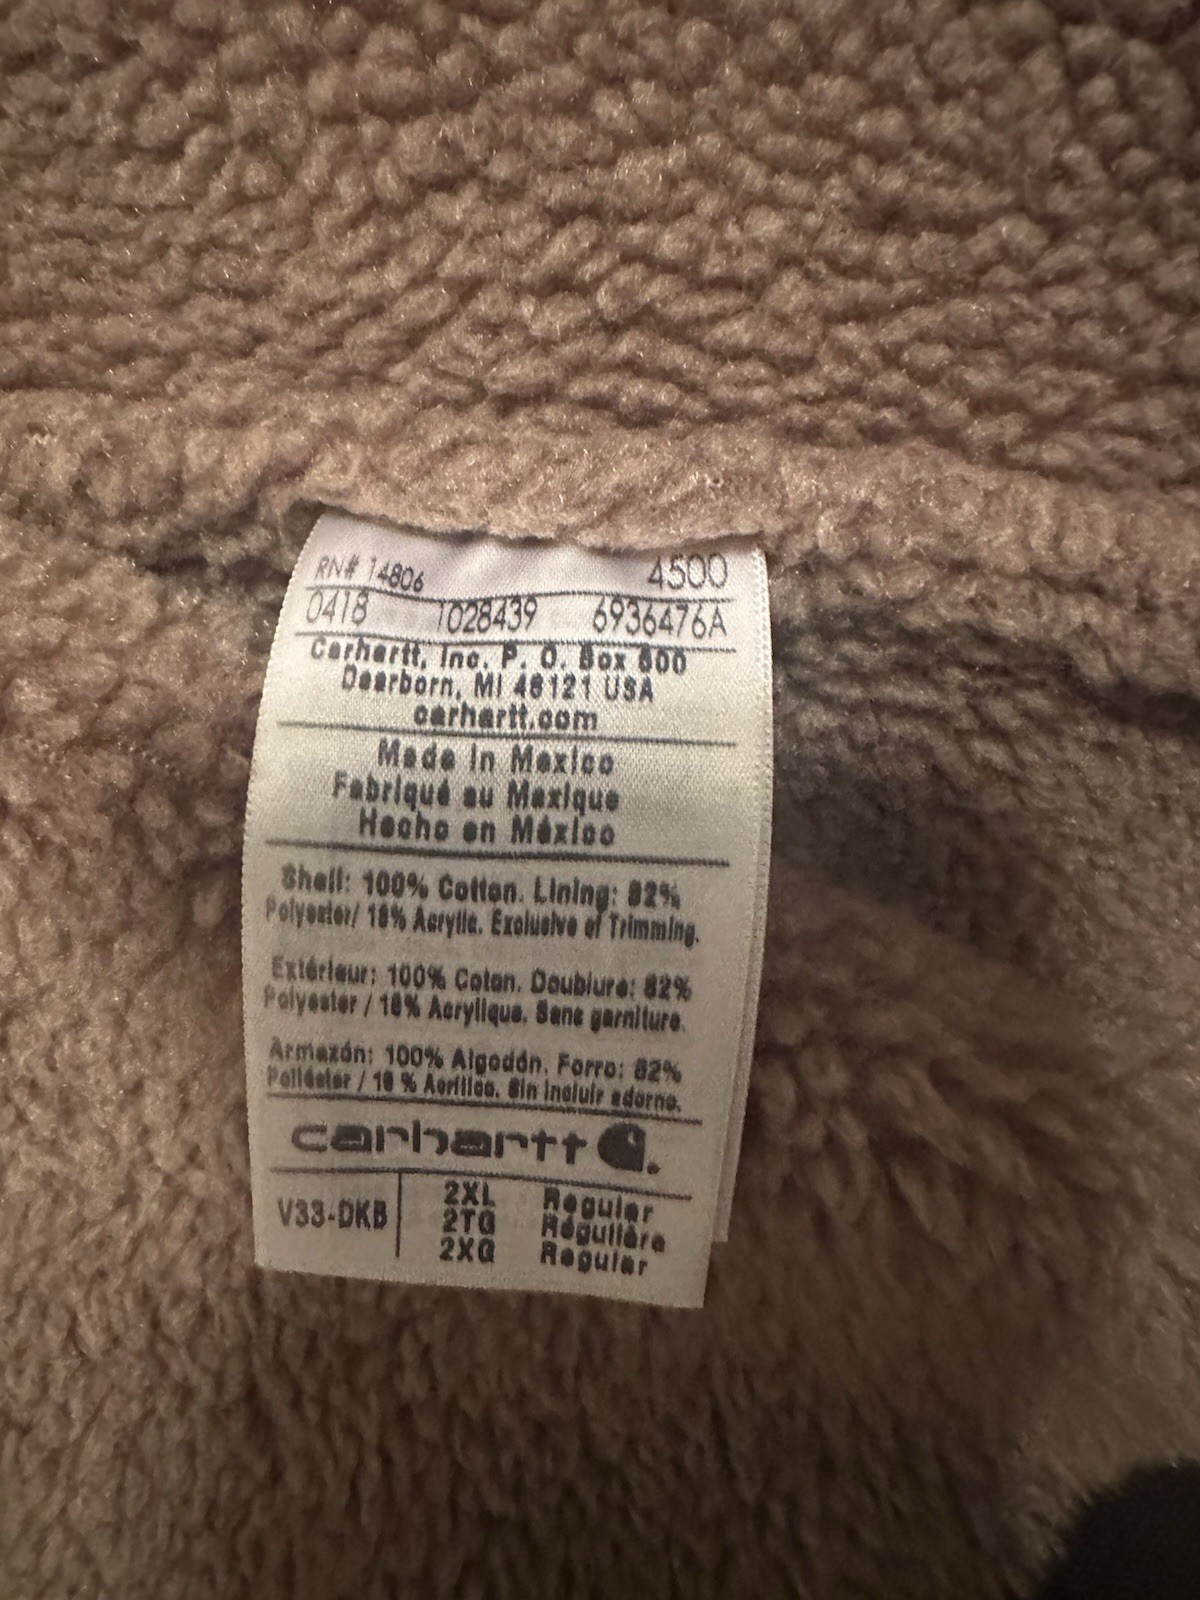 RN# 14806 4500
0418 1028439 6936476A
Carhartt, Inc. P. O. Box 600
Dearborn, MI 48121 USA
carhartt.com
Made in Mexico
Fabriqué au Mexique
Hecho en México
Shell: 100% Cotton. Lining: 82%
Polyester/ 18% Acrylic. Exclusive of Trimming.
Extérieur: 100% Coton. Doublure: 82%
Polyester / 18% Acrylique. Sans garniture.
Armazón: 100% Algodón. Forro: 82%
Poliéster / 18 % Acrílico. Sin incluir adorno.
carhartt
V33-DKB 2XL Regular
2TG Régulière
2XG Regular